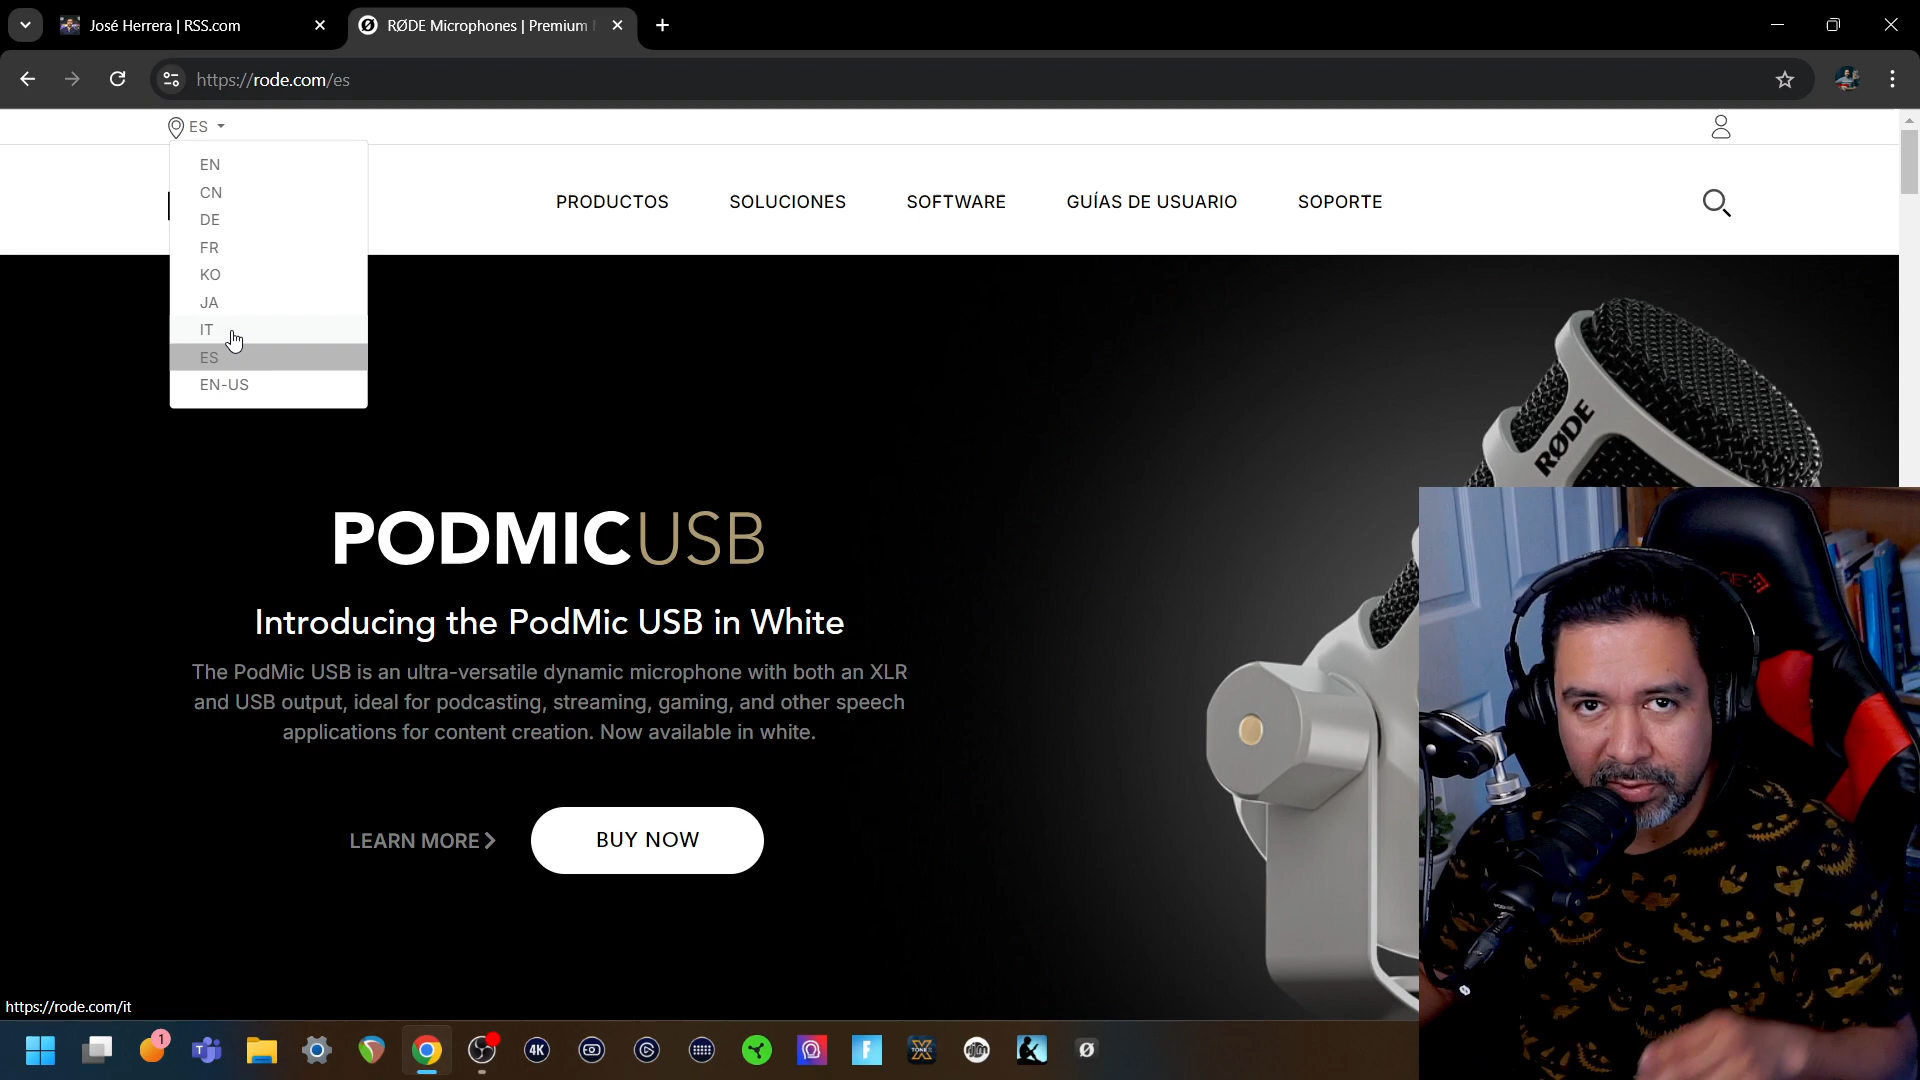 José Herrera | RSS.com
RØDE Microphones | Premium
https://rode.com/es
ES
EN
CN
DE
FR
KO
JA
IT
ES
EN-US
PRODUCTOS
SOLUCIONES
SOFTWARE
GUÍAS DE USUARIO
SOPORTE
RØDE
PODMICUSB
Introducing the PodMic USB in White
The PodMic USB is an ultra-versatile dynamic microphone with both an XLR
and USB output, ideal for podcasting, streaming, gaming, and other speech
applications for content creation. Now available in white.
LEARN MORE
BUY NOW
https://rode.com/it
1
4K